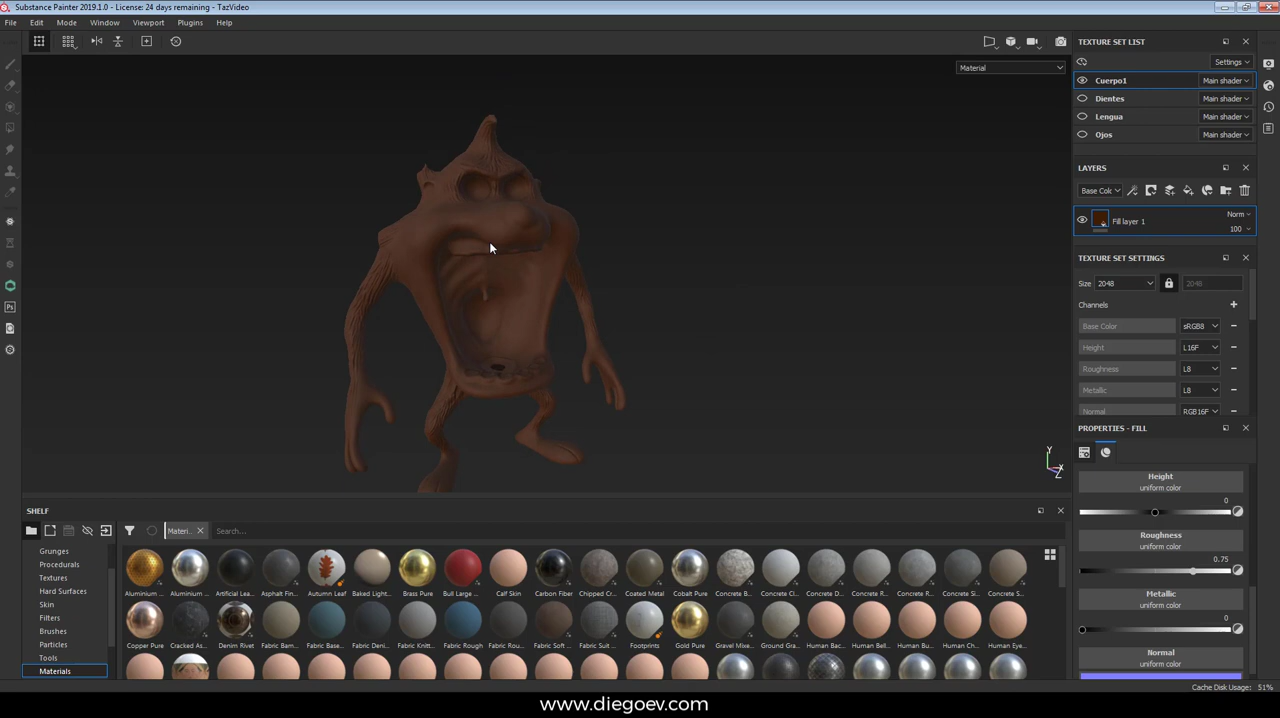 Substance Painter 2019.1.0 - License: 24 days remaining - TazVideo
File Edit Mode Window Viewport Plugins Help
Material
TEXTURE SET LIST
Settings
Cuerpo1 Main shader
Dientes Main shader
Lengua Main shader
Ojos Main shader
LAYERS
Base Col
Fill layer 1 Norm
100
TEXTURE SET SETTINGS
Size 2048 2048
Channels
Base Color sRGB8
Height L16F
Roughness L8
Metallic L8
Normal RGB16F
PROPERTIES - FILL
Height
uniform color
0
Roughness
uniform color
0.75
Metallic
uniform color
0
Normal
uniform color
Y
X
Z
SHELF
Materi... Search...
Grunges
Procedurals
Textures
Hard Surfaces
Skin
Filters
Brushes
Particles
Tools
Materials
Ps
Aluminium ... Aluminium ... Artificial Lea... Asphalt Fin... Autumn Leaf Baked Light... Brass Pure Bull Large ... Calf Skin Carbon Fiber Chipped Cr... Coated Metal Cobalt Pure Concrete B... Concrete Cl... Concrete D... Concrete R... Concrete R... Concrete Si... Concrete S...
Copper Pure Cracked As... Denim Rivet Fabric Bam... Fabric Base... Fabric Deni... Fabric Knitt... Fabric Rough Fabric Rou... Fabric Soft ... Fabric Suit ... Footprints Gold Pure Gravel Mixe... Ground Gra... Human Bac... Human Bell... Human Bu... Human Ch... Human Eye...
Cache Disk Usage: 51%
www.diegoev.com